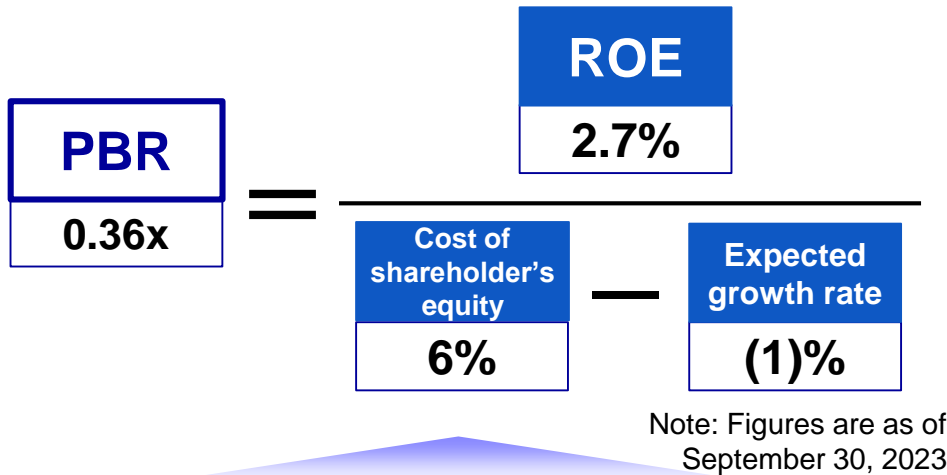 PBR
0.36x
=
ROE
2.7%
Cost of
shareholder's
equity
6%
—
Expected
growth rate
(1)%
Note: Figures are as of
September 30, 2023